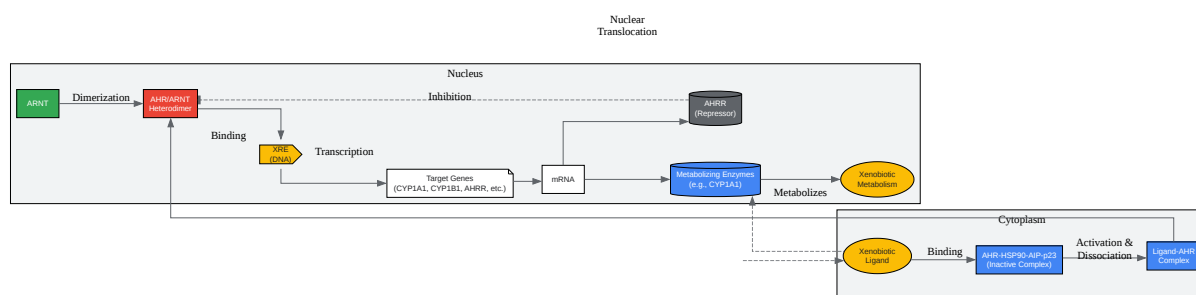 Nuclear
Translocation
Nucleus
ARNT
Dimerization
AHR/ARNT
Heterodimer
Inhibition
AHRR
(Repressor)
Binding
XRE
(DNA)
Transcription
Target Genes
(CYP1A1, CYP1B1, AHRR, etc.)
mRNA
Metabolizing Enzymes
(e.g., CYP1A1)
Metabolizes
Xenobiotic
Metabolism
Cytoplasm
Xenobiotic
Ligand
Binding
AHR-HSP90-AIP-p23
(Inactive Complex)
Activation &
Dissociation
Ligand-AHR
Complex